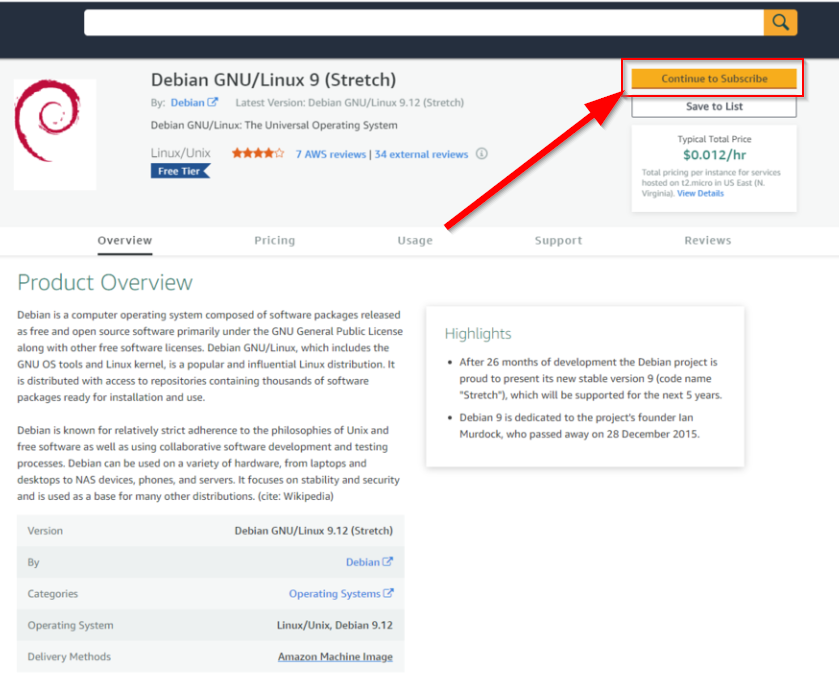 Debian GNU/Linux 9 (Stretch)
Continue to Subscribe
By: Debian Latest Version: Debian GNU/Linux 9.12 (Stretch)
Save to List
Debian GNU/Linux: The Universal Operating System
Linux/Unix 7 AWS reviews | 34 external reviews
Free Tier
Typical Total Price
$0.012/hr
Total pricing per instance for services
hosted on t2.micro in US East (N.
Virginia). View Details
Overview Pricing Usage Support Reviews
Product Overview
Debian is a computer operating system composed of software packages released
as free and open source software primarily under the GNU General Public License
along with other free software licenses. Debian GNU/Linux, which includes the
GNU OS tools and Linux kernel, is a popular and influential Linux distribution. It
is distributed with access to repositories containing thousands of software
packages ready for installation and use.
Debian is known for relatively strict adherence to the philosophies of Unix and
free software as well as using collaborative software development and testing
processes. Debian can be used on a variety of hardware, from laptops and
desktops to NAS devices, phones, and servers. It focuses on stability and security
and is used as a base for many other distributions. (cite: Wikipedia)
Highlights
• After 26 months of development the Debian project is
proud to present its new stable version 9 (code name
"Stretch"), which will be supported for the next 5 years.
• Debian 9 is dedicated to the project's founder Ian
Murdock, who passed away on 28 December 2015.
Version Debian GNU/Linux 9.12 (Stretch)
By Debian
Categories Operating Systems
Operating System Linux/Unix, Debian 9.12
Delivery Methods Amazon Machine Image